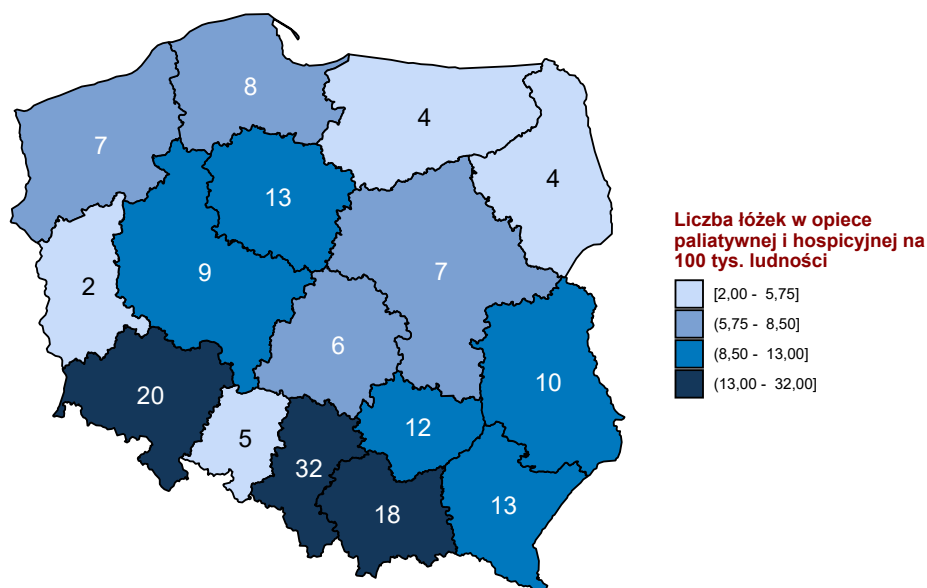 8
4
7
4
13
9
2
7
6
10
20
12
5
32
18
13
Liczba łóżek w opiece
paliatywnej i hospicyjnej na
100 tys. ludności
[2,00 - 5,75]
(5,75 - 8,50]
(8,50 - 13,00]
(13,00 - 32,00]